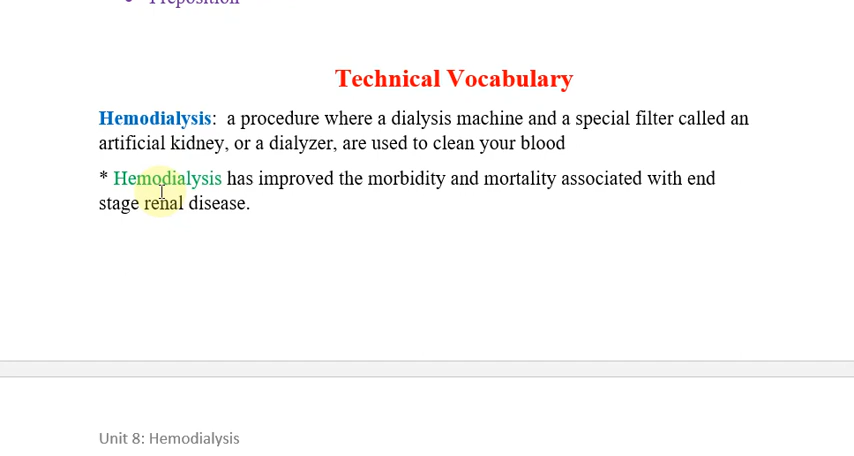 • Preposition
Technical Vocabulary
Hemodialysis: a procedure where a dialysis machine and a special filter called an
artificial kidney, or a dialyzer, are used to clean your blood
* Hemodialysis has improved the morbidity and mortality associated with end
stage renal disease.
Unit 8: Hemodialysis